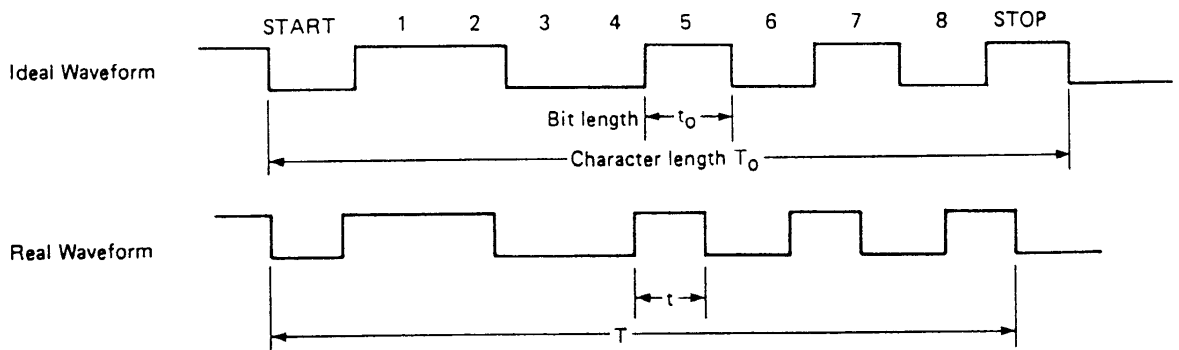 START 1 2 3 4 5 6 7 8 STOP
Ideal Waveform
Bit length t₀
Character length T₀
Real Waveform
t
T